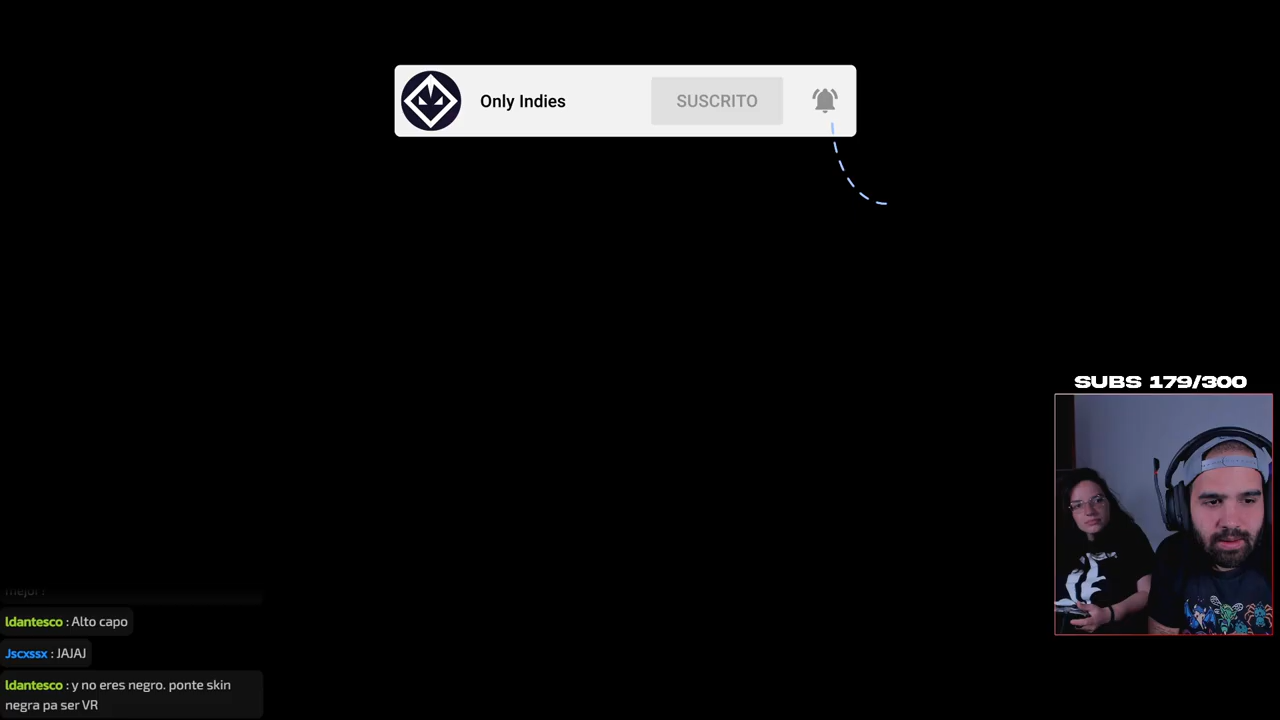 Only Indies
SUSCRITO
SUBS 179/300
mejor?
ldantesco : Alto capo
Jscxssx : JAJAJ
ldantesco : y no eres negro. ponte skin
negra pa ser VR